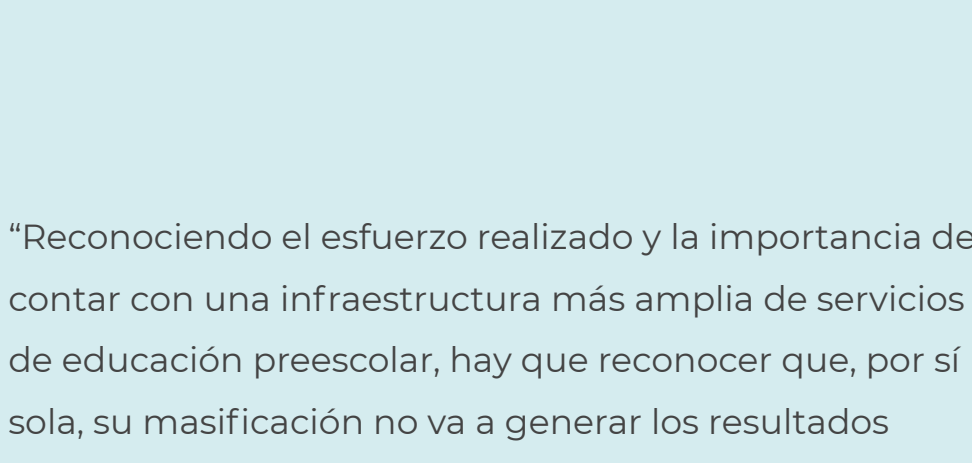 “Reconociendo el esfuerzo realizado y la importancia de
contar con una infraestructura más amplia de servicios
de educación preescolar, hay que reconocer que, por sí
sola, su masificación no va a generar los resultados